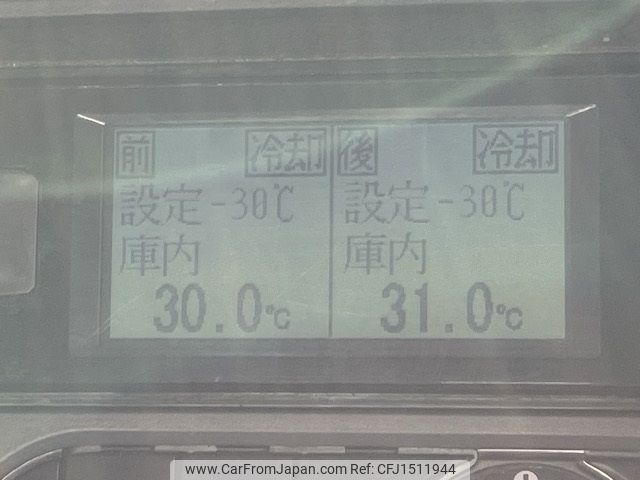 前 冷却 後 冷却
設定 -30℃ 設定 -30℃
庫内 庫内
30.0℃ 31.0℃
www.CarFromJapan.com Ref: CFJ1511944